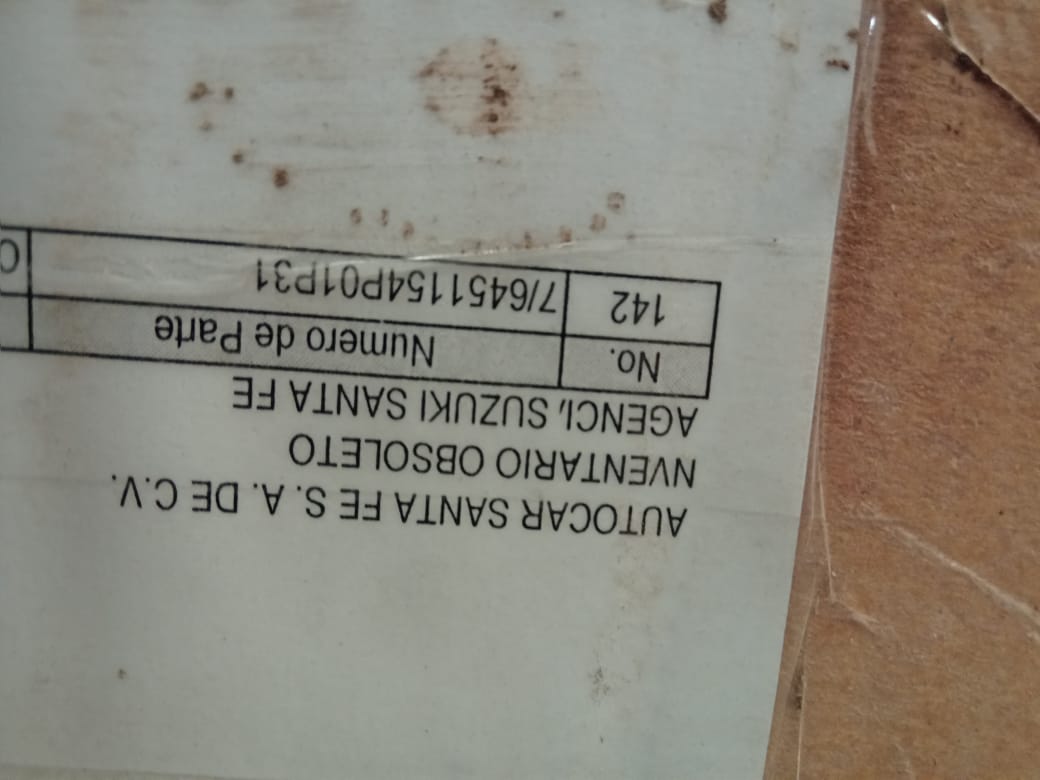 AUTOCAR SANTA FE S. A. DE C.V.
NVENTARIO OBSOLETO
AGENCI, SUZUKI SANTA FE
No. Numero de Parte
142 7/6451154P01P31